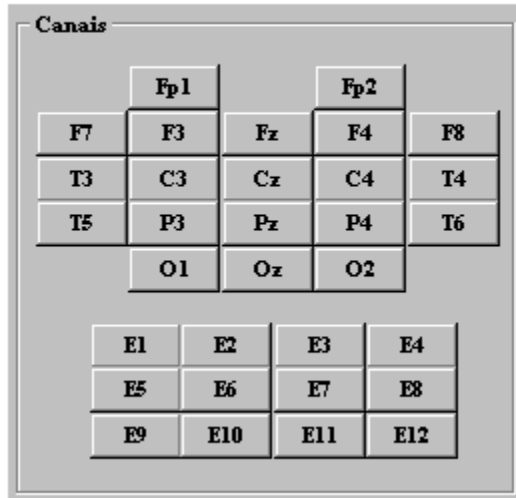 Canais
Fp1 Fp2
F7 F3 Fz F4 F8
T3 C3 Cz C4 T4
T5 P3 Pz P4 T6
O1 Oz O2
E1 E2 E3 E4
E5 E6 E7 E8
E9 E10 E11 E12